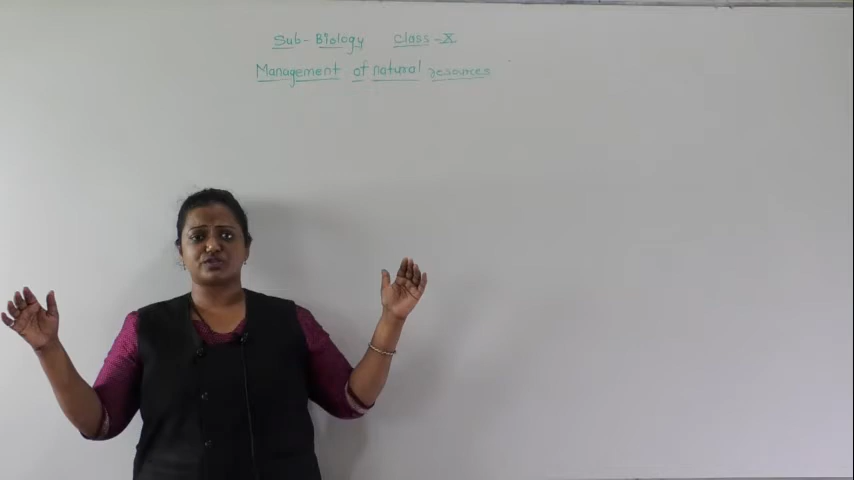 Sub- Biology Class -X
Management of natural resources